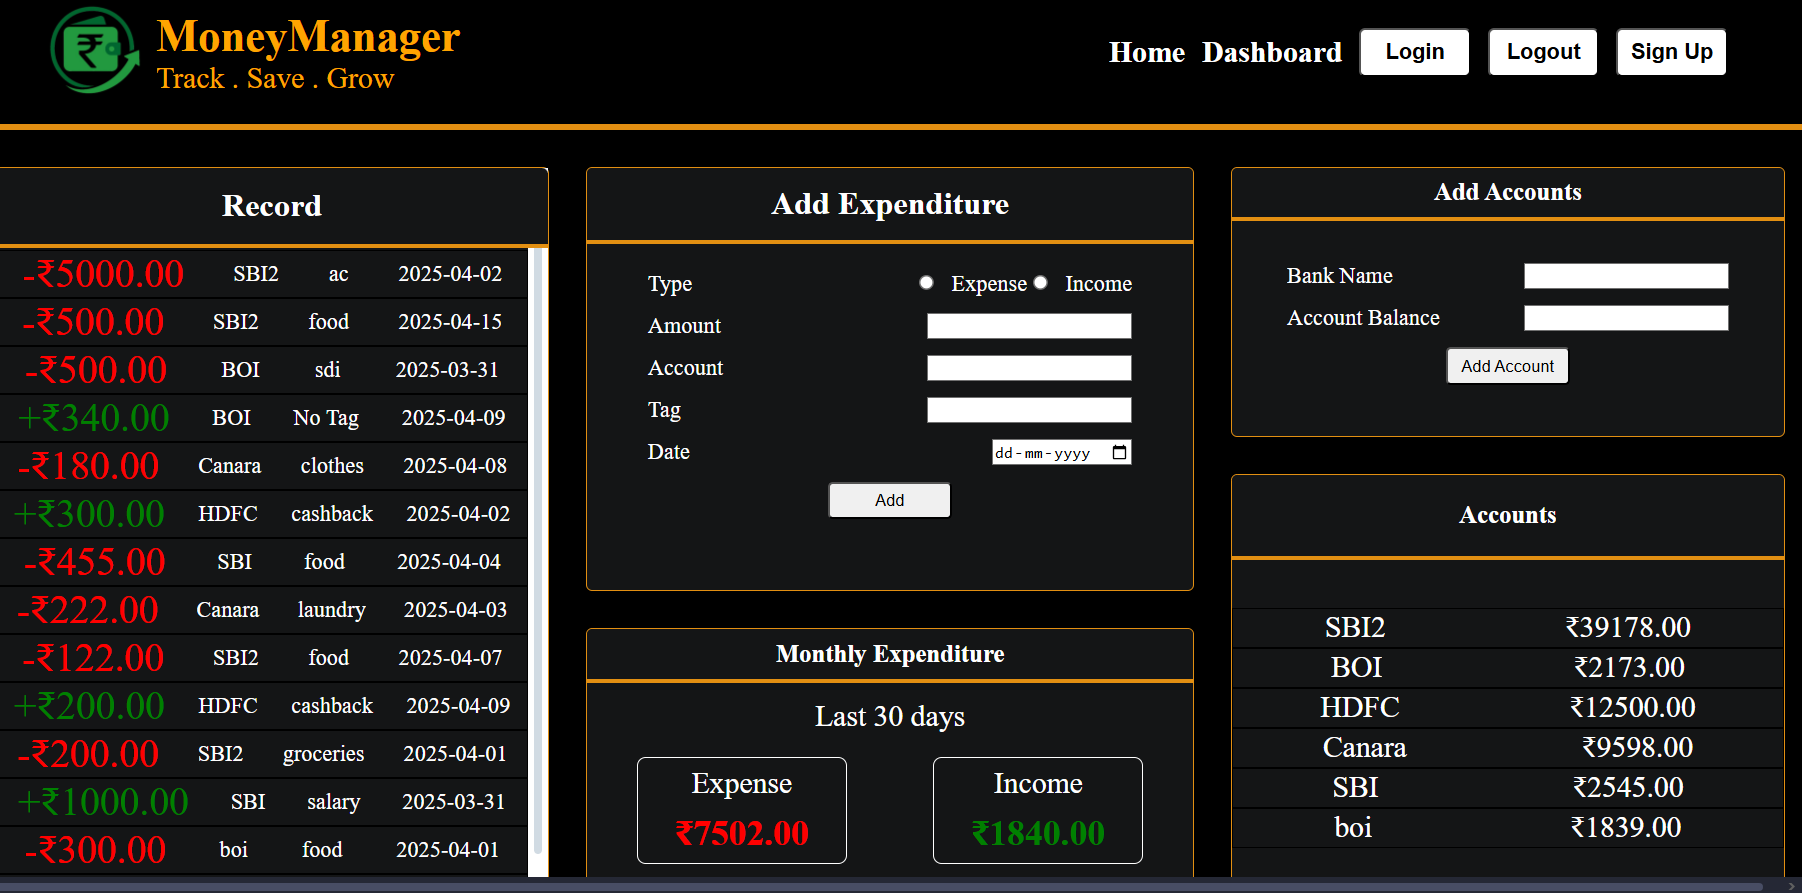 MoneyManager
Track . Save . Grow
Home Dashboard Login Logout Sign Up
Record
-₹5000.00 SBI2 ac 2025-04-02
-₹500.00 SBI2 food 2025-04-15
-₹500.00 BOI sdi 2025-03-31
+₹340.00 BOI No Tag 2025-04-09
-₹180.00 Canara clothes 2025-04-08
+₹300.00 HDFC cashback 2025-04-02
-₹455.00 SBI food 2025-04-04
-₹222.00 Canara laundry 2025-04-03
-₹122.00 SBI2 food 2025-04-07
+₹200.00 HDFC cashback 2025-04-09
-₹200.00 SBI2 groceries 2025-04-01
+₹1000.00 SBI salary 2025-03-31
-₹300.00 boi food 2025-04-01
Add Expenditure
Type Expense Income
Amount
Account
Tag
Date dd-mm-yyyy
Add
Monthly Expenditure
Last 30 days
Expense
₹7502.00
Income
₹1840.00
Add Accounts
Bank Name
Account Balance
Add Account
Accounts
SBI2 ₹39178.00
BOI ₹2173.00
HDFC ₹12500.00
Canara ₹9598.00
SBI ₹2545.00
boi ₹1839.00